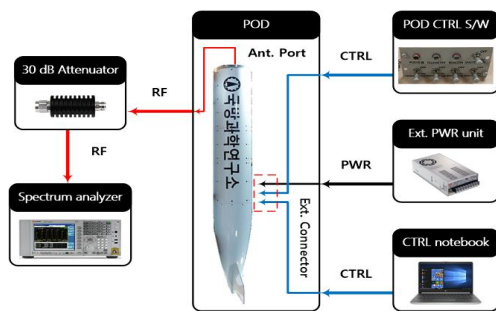 POD
POD CTRL S/W
Ant. Port
CTRL
30 dB Attenuator
RF
국방과학연구소
Ext. PWR unit
RF
PWR
Spectrum analyzer
Ext. Connector
CTRL notebook
CTRL